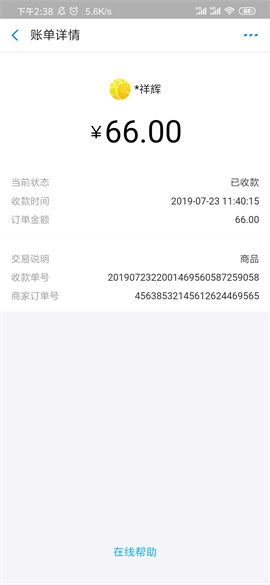 下午2:38 5.6K/s 94
账单详情
*祥辉
¥66.00
当前状态 已收款
收款时间 2019-07-23 11:40:15
订单金额 66.00
交易说明 商品
收款单号 2019072322001469560587259058
商家订单号 45638532145612624469565
在线帮助